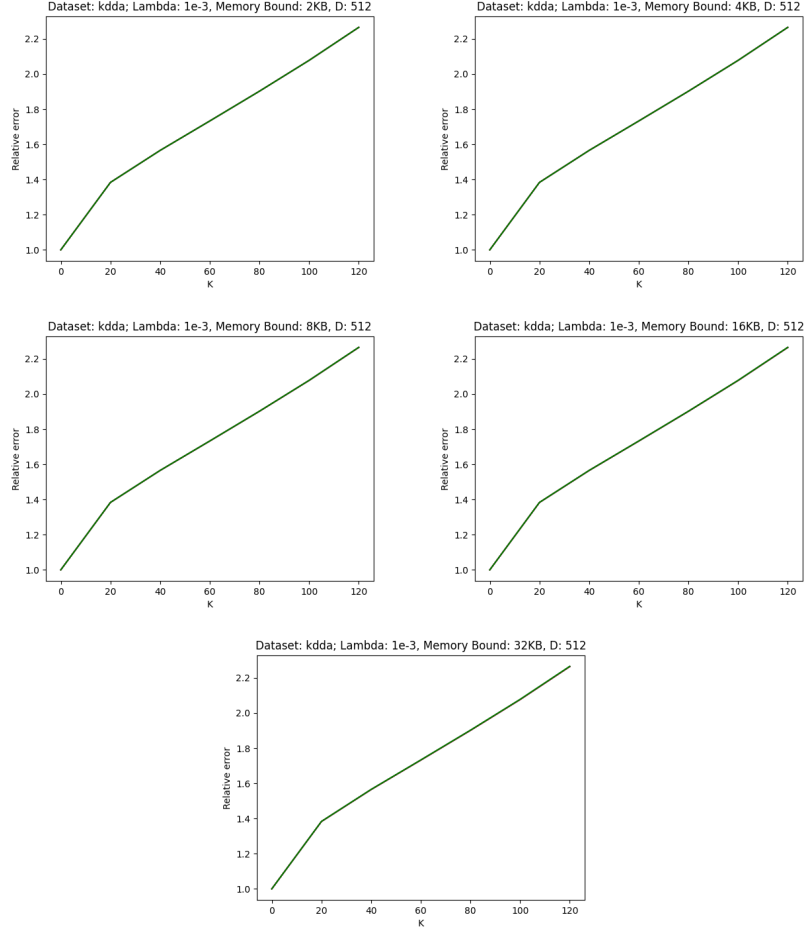 Dataset: kdda; Lambda: 1e-3, Memory Bound: 2KB, D: 512
2.2
2.0
1.8
1.6
1.4
1.2
1.0
Relative error
0 20 40 60 80 100 120
K
Dataset: kdda; Lambda: 1e-3, Memory Bound: 4KB, D: 512
2.2
2.0
1.8
1.6
1.4
1.2
1.0
Relative error
0 20 40 60 80 100 120
K
Dataset: kdda; Lambda: 1e-3, Memory Bound: 8KB, D: 512
2.2
2.0
1.8
1.6
1.4
1.2
1.0
Relative error
0 20 40 60 80 100 120
K
Dataset: kdda; Lambda: 1e-3, Memory Bound: 16KB, D: 512
2.2
2.0
1.8
1.6
1.4
1.2
1.0
Relative error
0 20 40 60 80 100 120
K
Dataset: kdda; Lambda: 1e-3, Memory Bound: 32KB, D: 512
2.2
2.0
1.8
1.6
1.4
1.2
1.0
Relative error
0 20 40 60 80 100 120
K